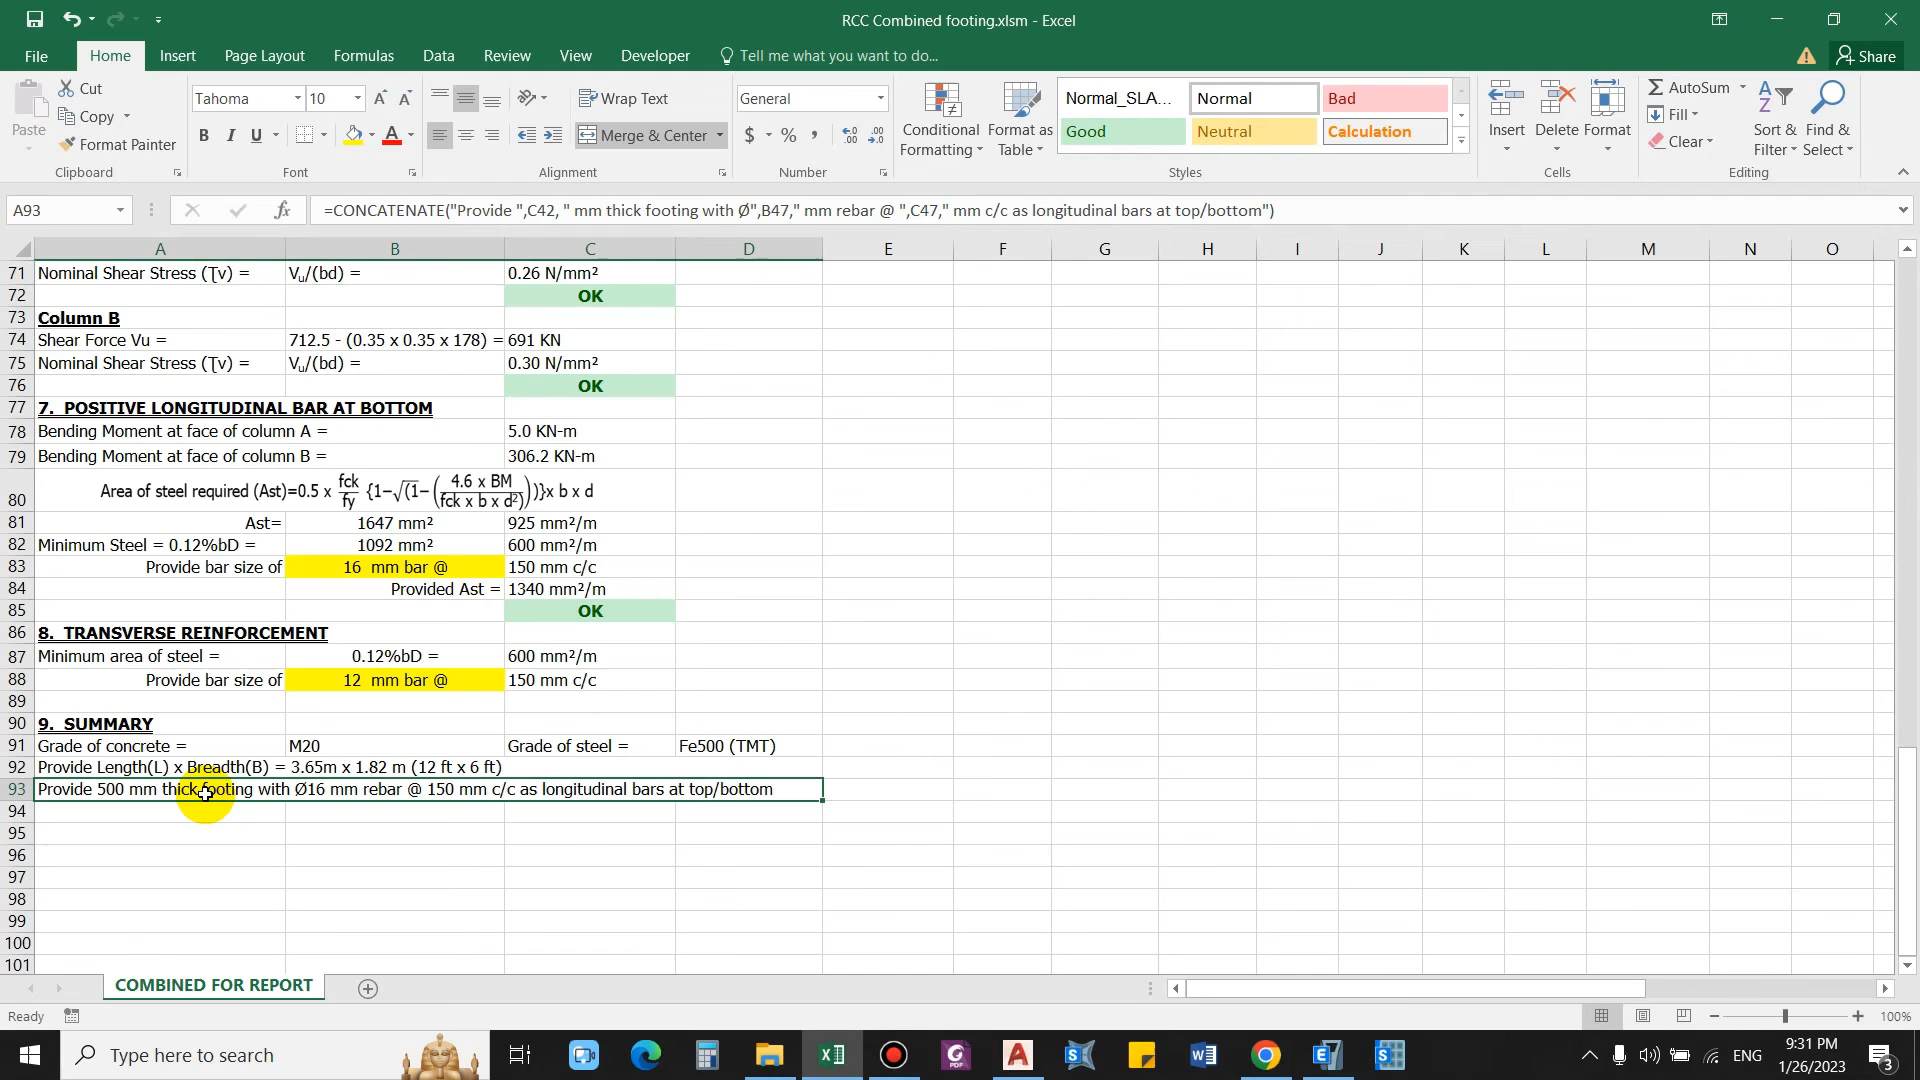 RCC Combined footing.xlsm - Excel
File Home Insert Page Layout Formulas Data Review View Developer Tell me what you want to do... Share
Paste Cut Copy Format Painter Clipboard
Tahoma 10 B I U A A A Font
Wrap Text Merge & Center Alignment
General $ % , Number
Conditional Formatting Format as Table
Normal_SLA... Normal Bad
Good Neutral Calculation
Styles
Insert Delete Format Cells
AutoSum Fill Clear Sort & Filter Find & Select Editing
A93 fx =CONCATENATE("Provide ",C42, " mm thick footing with Ø",B47," mm rebar @ ",C47," mm c/c as longitudinal bars at top/bottom")
A B C D E F G H I J K L M N O
71 Nominal Shear Stress (Ʈv) = Vu/(bd) = 0.26 N/mm²
72 OK
73 Column B
74 Shear Force Vu = 712.5 - (0.35 x 0.35 x 178) = 691 KN
75 Nominal Shear Stress (Ʈv) = Vu/(bd) = 0.30 N/mm²
76 OK
77 7. POSITIVE LONGITUDINAL BAR AT BOTTOM
78 Bending Moment at face of column A = 5.0 KN-m
79 Bending Moment at face of column B = 306.2 KN-m
80 Area of steel required (Ast)=0.5 x fck/fy {1−√(1−(4.6 x BM/fck x b x d²))}x b x d
81 Ast= 1647 mm² 925 mm²/m
82 Minimum Steel = 0.12%bD = 1092 mm² 600 mm²/m
83 Provide bar size of 16 mm bar @ 150 mm c/c
84 Provided Ast = 1340 mm²/m
85 OK
86 8. TRANSVERSE REINFORCEMENT
87 Minimum area of steel = 0.12%bD = 600 mm²/m
88 Provide bar size of 12 mm bar @ 150 mm c/c
89
90 9. SUMMARY
91 Grade of concrete = M20 Grade of steel = Fe500 (TMT)
92 Provide Length(L) x Breadth(B) = 3.65m x 1.82 m (12 ft x 6 ft)
93 Provide 500 mm thick footing with Ø16 mm rebar @ 150 mm c/c as longitudinal bars at top/bottom
94
95
96
97
98
99
100
101
COMBINED FOR REPORT
Ready 100%
Type here to search ENG 9:31 PM
1/26/2023 3